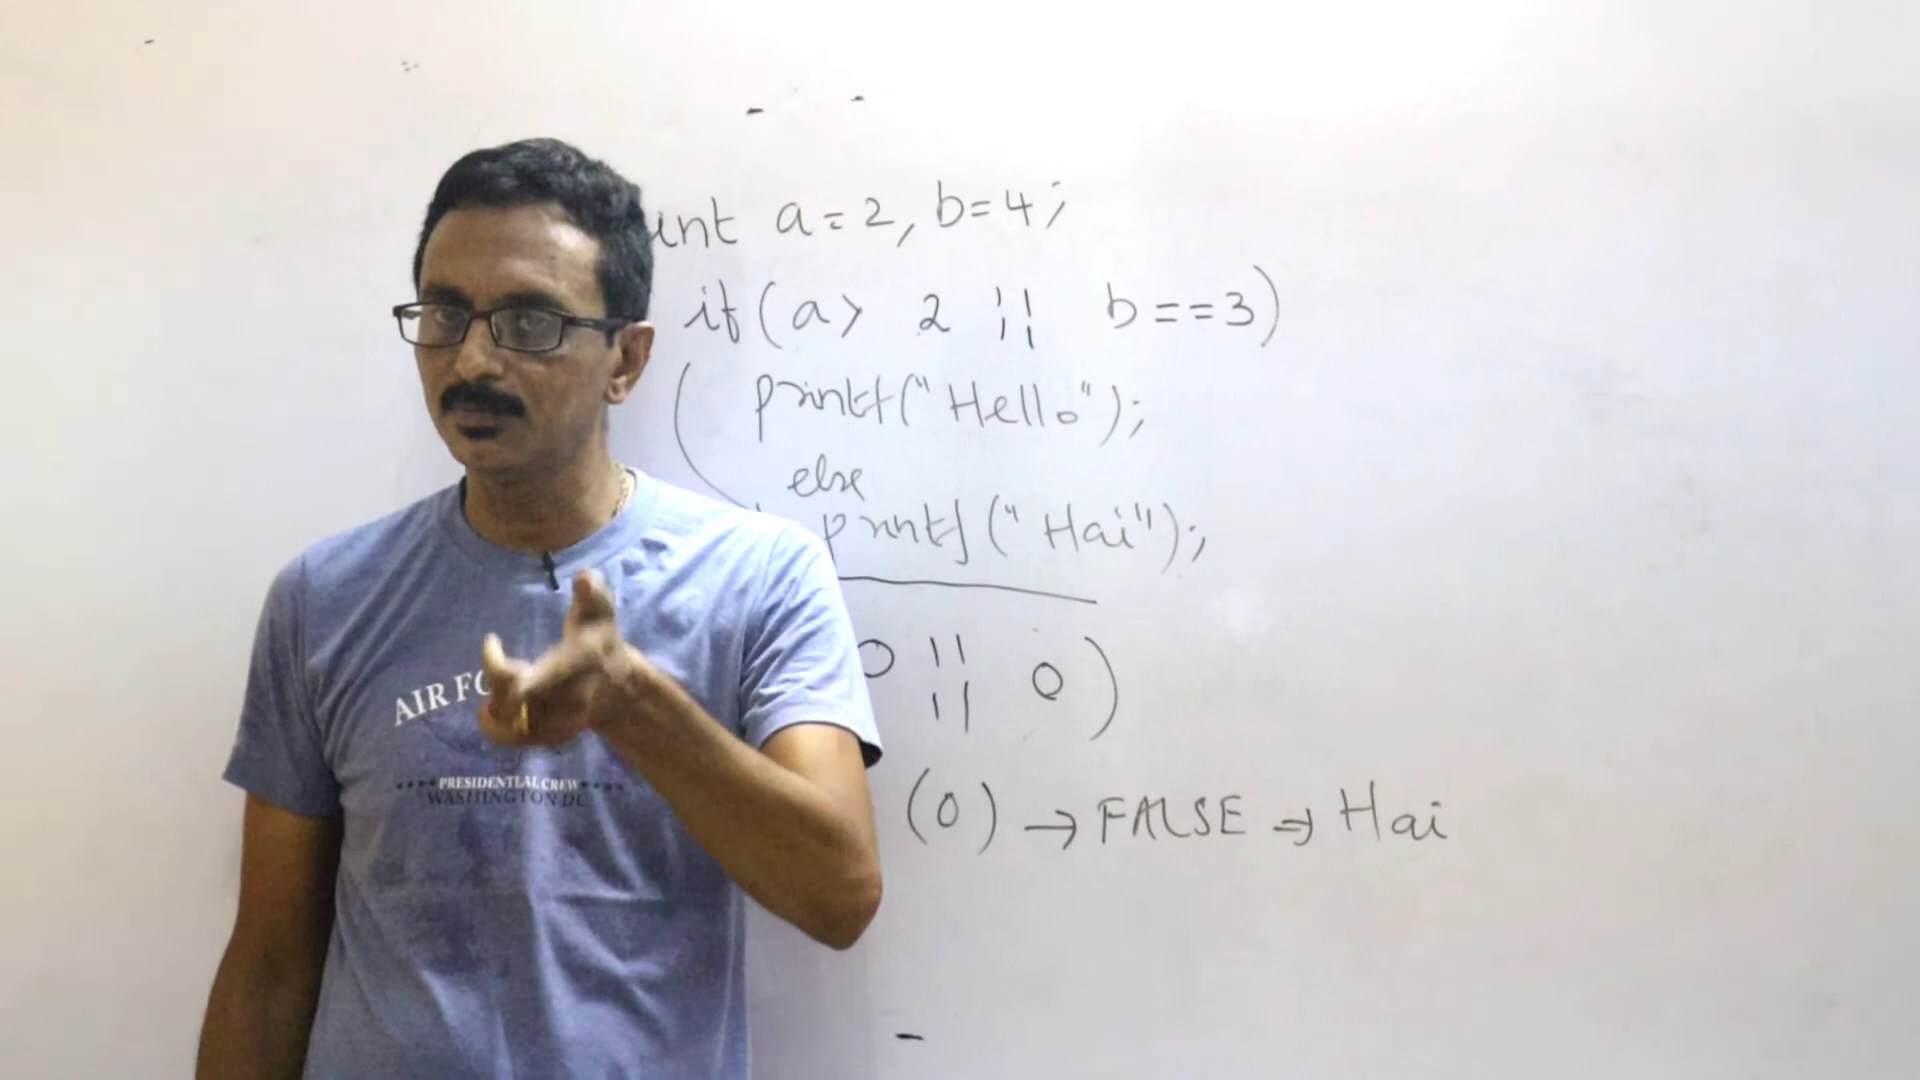 int a=2, b=4;
if(a> 2 || b==3)
printf("Hello");
else
printf("Hai");
0 || 0)
(0) → FALSE ⇒ Hai
AIR FO
PRESIDENTIAL CREW
WASHINGTON DC